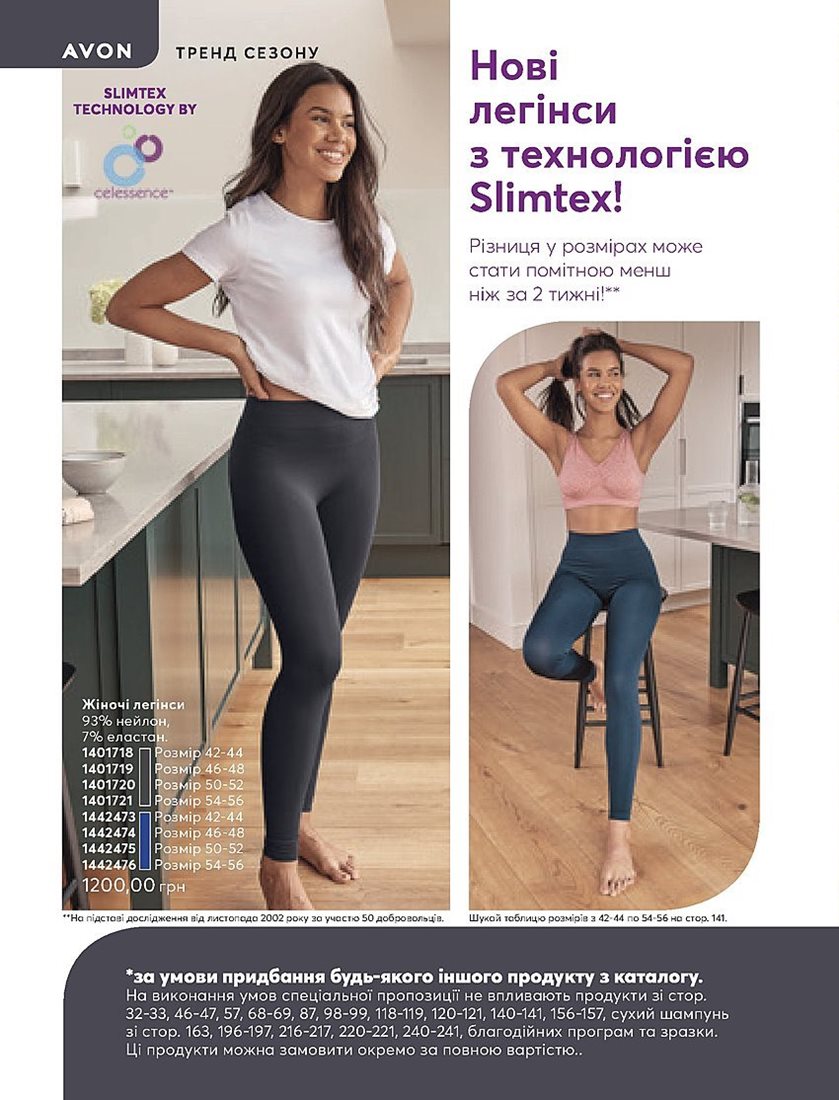 AVON
ТРЕНД СЕЗОНУ
SLIMTEX
TECHNOLOGY BY
celessence™
Нові
легінси
з технологією
Slimtex!
Різниця у розмірах може
стати помітною менш
ніж за 2 тижні!**
Жіночі легінси
93% нейлон,
7% еластан.
1401718 Розмір 42-44
1401719 Розмір 46-48
1401720 Розмір 50-52
1401721 Розмір 54-56
1442473 Розмір 42-44
1442474 Розмір 46-48
1442475 Розмір 50-52
1442476 Розмір 54-56
1200,00 грн
**На підставі дослідження від листопада 2002 року за участю 50 добровольців.
Шукай таблицю розмірів з 42-44 по 54-56 на стор. 141.
*за умови придбання будь-якого іншого продукту з каталогу.
На виконання умов спеціальної пропозиції не впливають продукти зі стор.
32-33, 46-47, 57, 68-69, 87, 98-99, 118-119, 120-121, 140-141, 156-157, сухий шампунь
зі стор. 163, 196-197, 216-217, 220-221, 240-241, благодійних програм та зразки.
Ці продукти можна замовити окремо за повною вартістю..